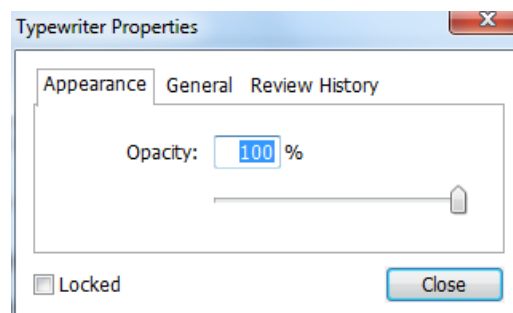 Typewriter Properties
Appearance General Review History
Opacity: 100 %
Locked Close